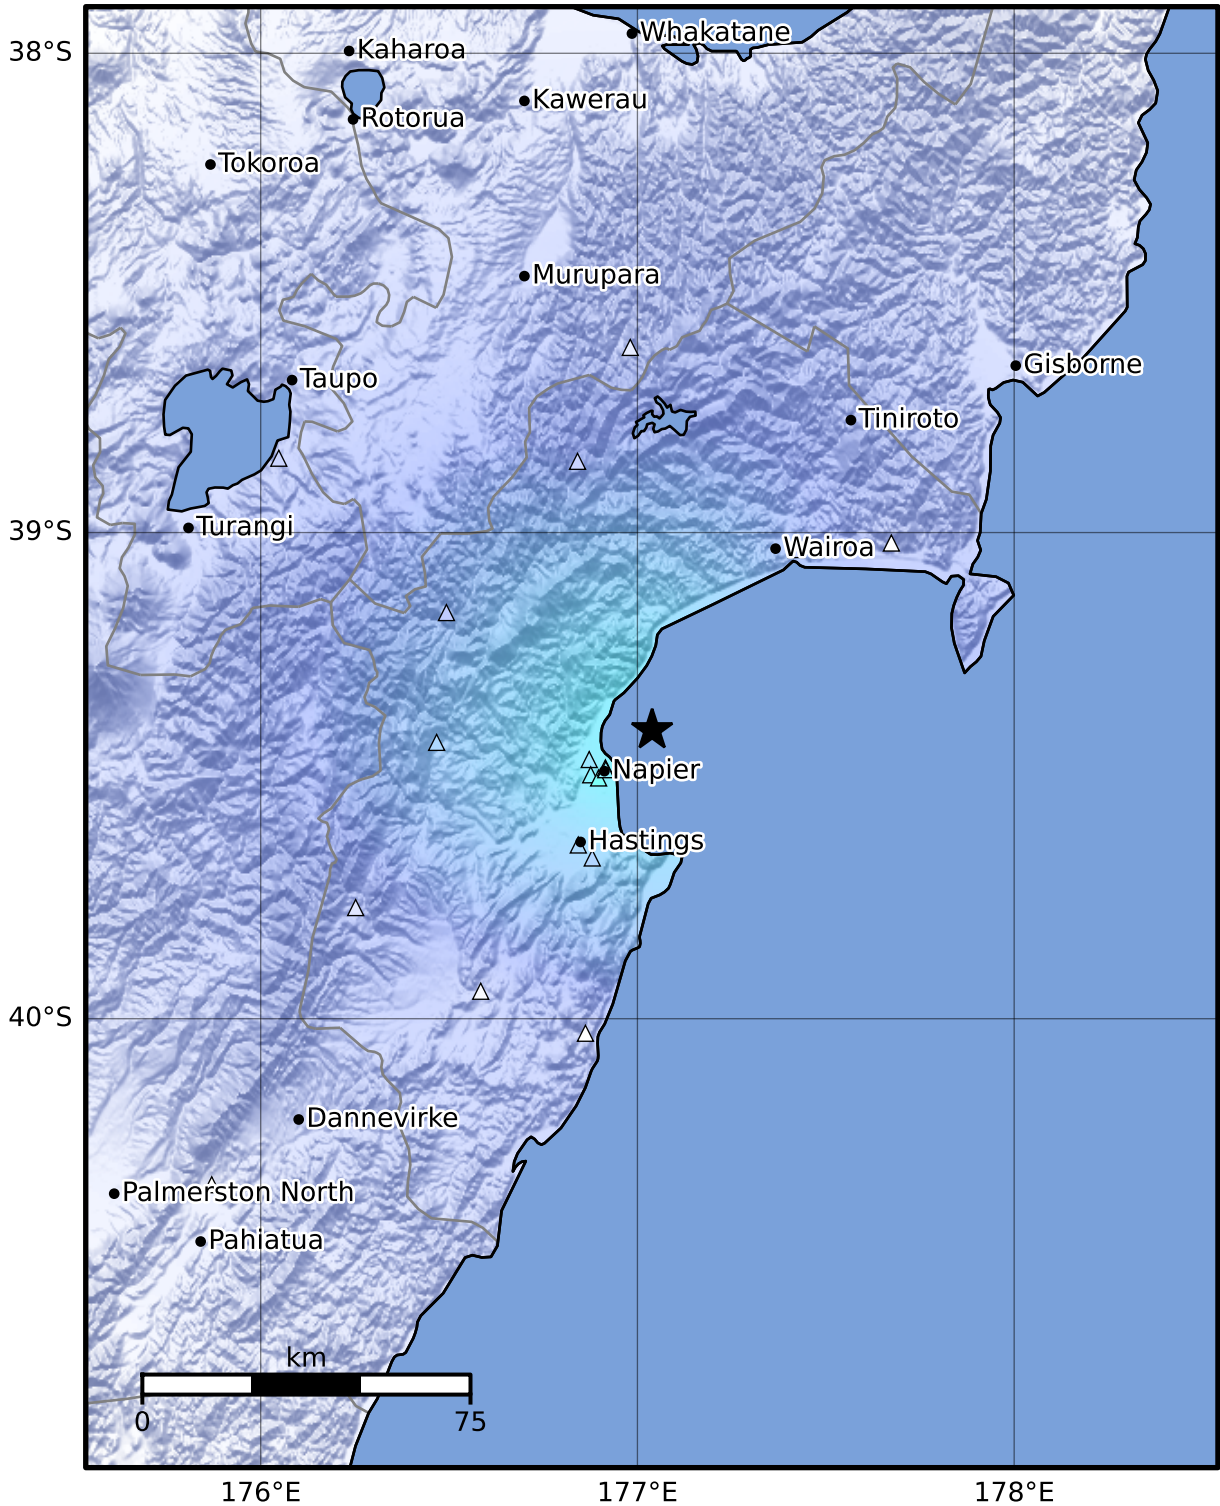 Whakatane
38°S
Kaharoa
Kawerau
Rotorua
Tokoroa
Murupara
Gisborne
Taupo
Tiniroto
Turangi
39°S
Wairoa
Napier
Hastings
40°S
Dannevirke
Palmerston North
Pahiatua
km
0
75
176°E
177°E
178°E